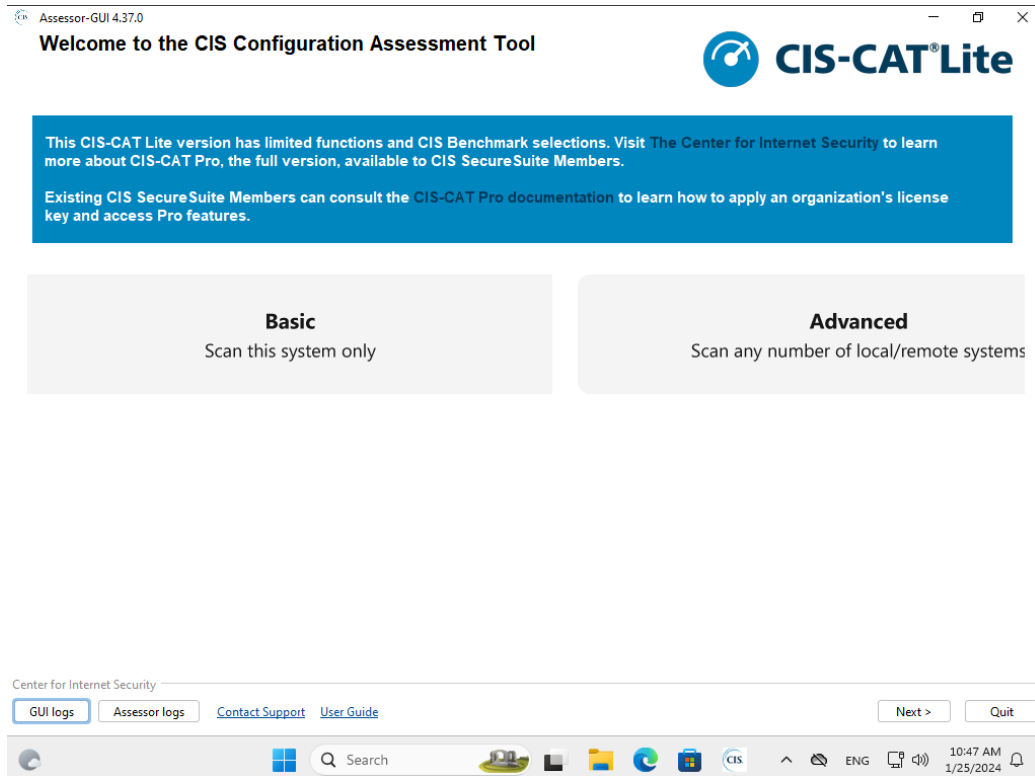 Assessor-GUI 4.37.0
Welcome to the CIS Configuration Assessment Tool
CIS-CAT®Lite
This CIS-CAT Lite version has limited functions and CIS Benchmark selections. Visit The Center for Internet Security to learn
more about CIS-CAT Pro, the full version, available to CIS SecureSuite Members.
Existing CIS SecureSuite Members can consult the CIS-CAT Pro documentation to learn how to apply an organization's license
key and access Pro features.
Basic
Scan this system only
Advanced
Scan any number of local/remote systems
Center for Internet Security
GUI logs Assessor logs Contact Support User Guide Next > Quit
Search CIS. ENG 10:47 AM
1/25/2024